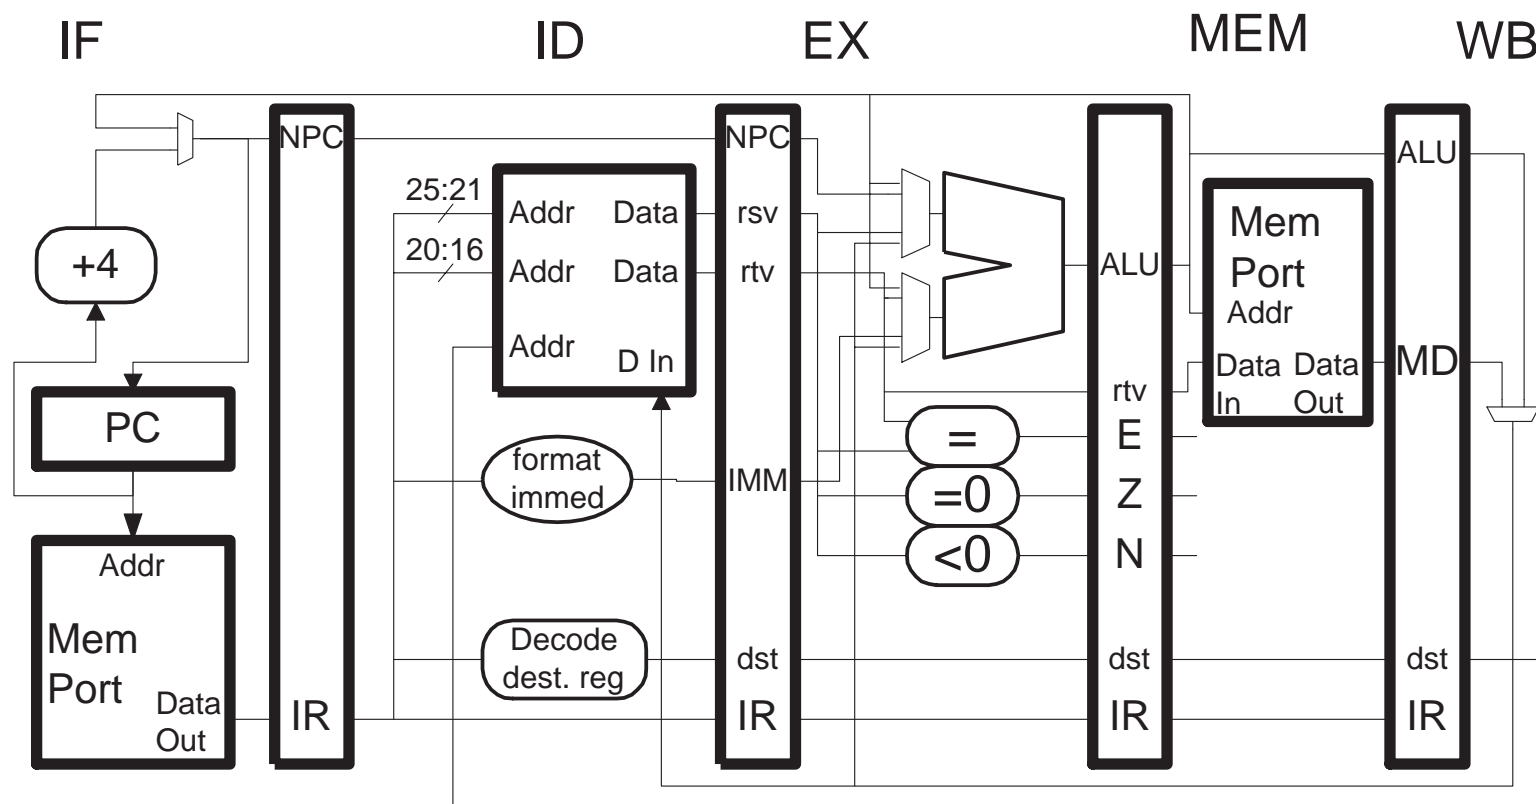 IF ID EX MEM WB
NPC
NPC
ALU
25:21
Addr Data
rsv
20:16
Addr Data
rtv
Addr
D In
+4
PC
ALU
Mem
Port
Addr
Data
In
Data
Out
MD
rtv
=
E
format
immed
IMM
=0
Z
<0
N
Addr
Mem
Port
Data
Out
Decode
dest. reg
dst
dst
dst
IR
IR
IR
IR